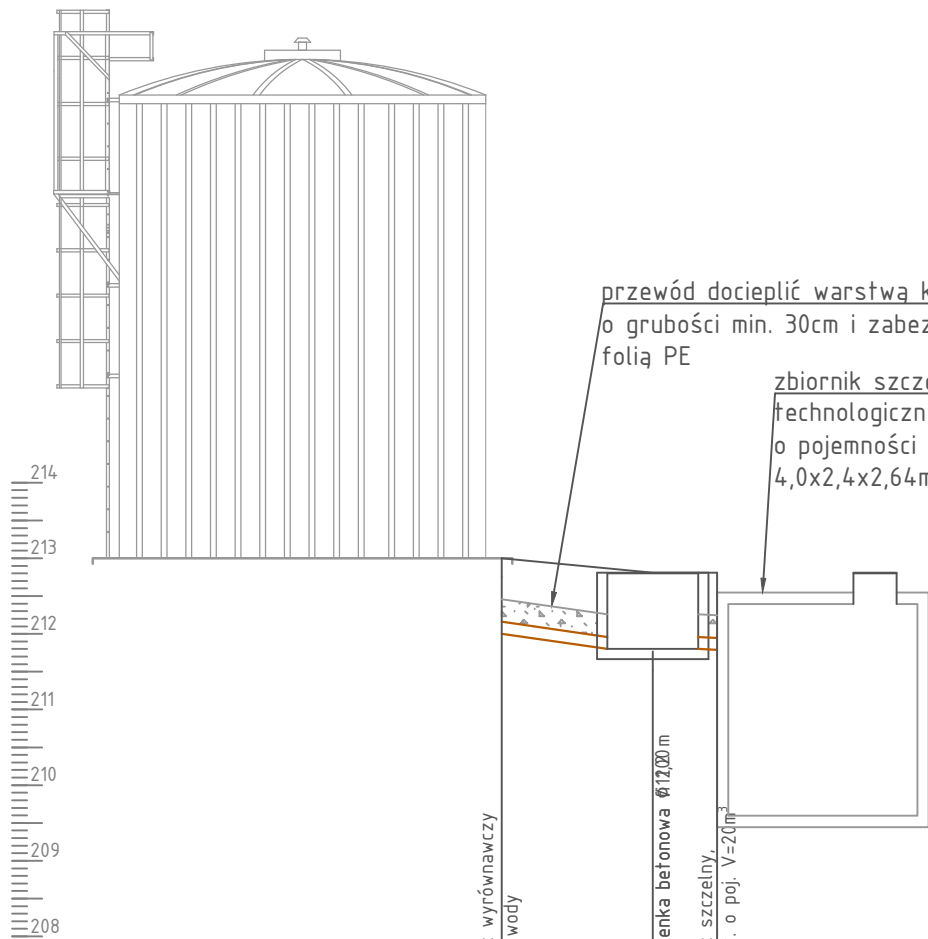 przewód docieplić warstwą k
o grubości min. 30cm i zabez
folią PE
zbiornik szcze
technologiczn
o pojemności
4,0x2,4x2,64m
214
213
212
211
210
209
208
wyrównawczy
wody
enka betonowa
szczelny,
. o poj. V=20m³